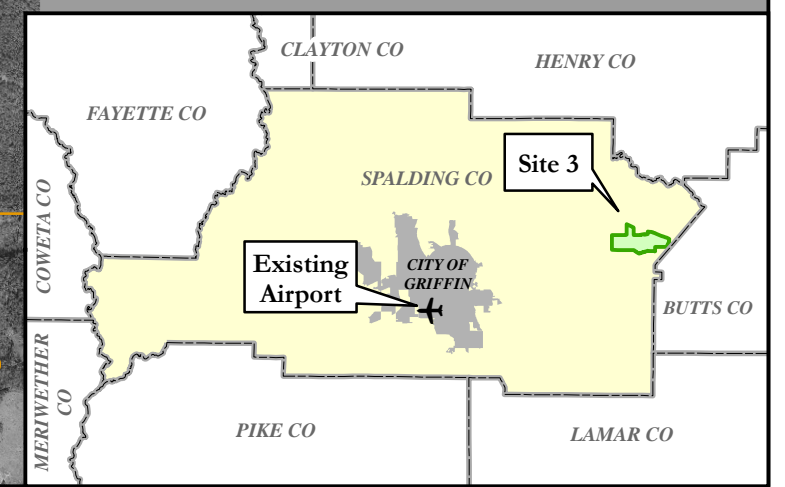 CLAYTON CO
HENRY CO
FAYETTE CO
Site 3
SPALDING CO
COWETA CO
Existing
Airport
CITY OF
GRIFFIN
BUTTS CO
MERIWETHER
CO
PIKE CO
LAMAR CO